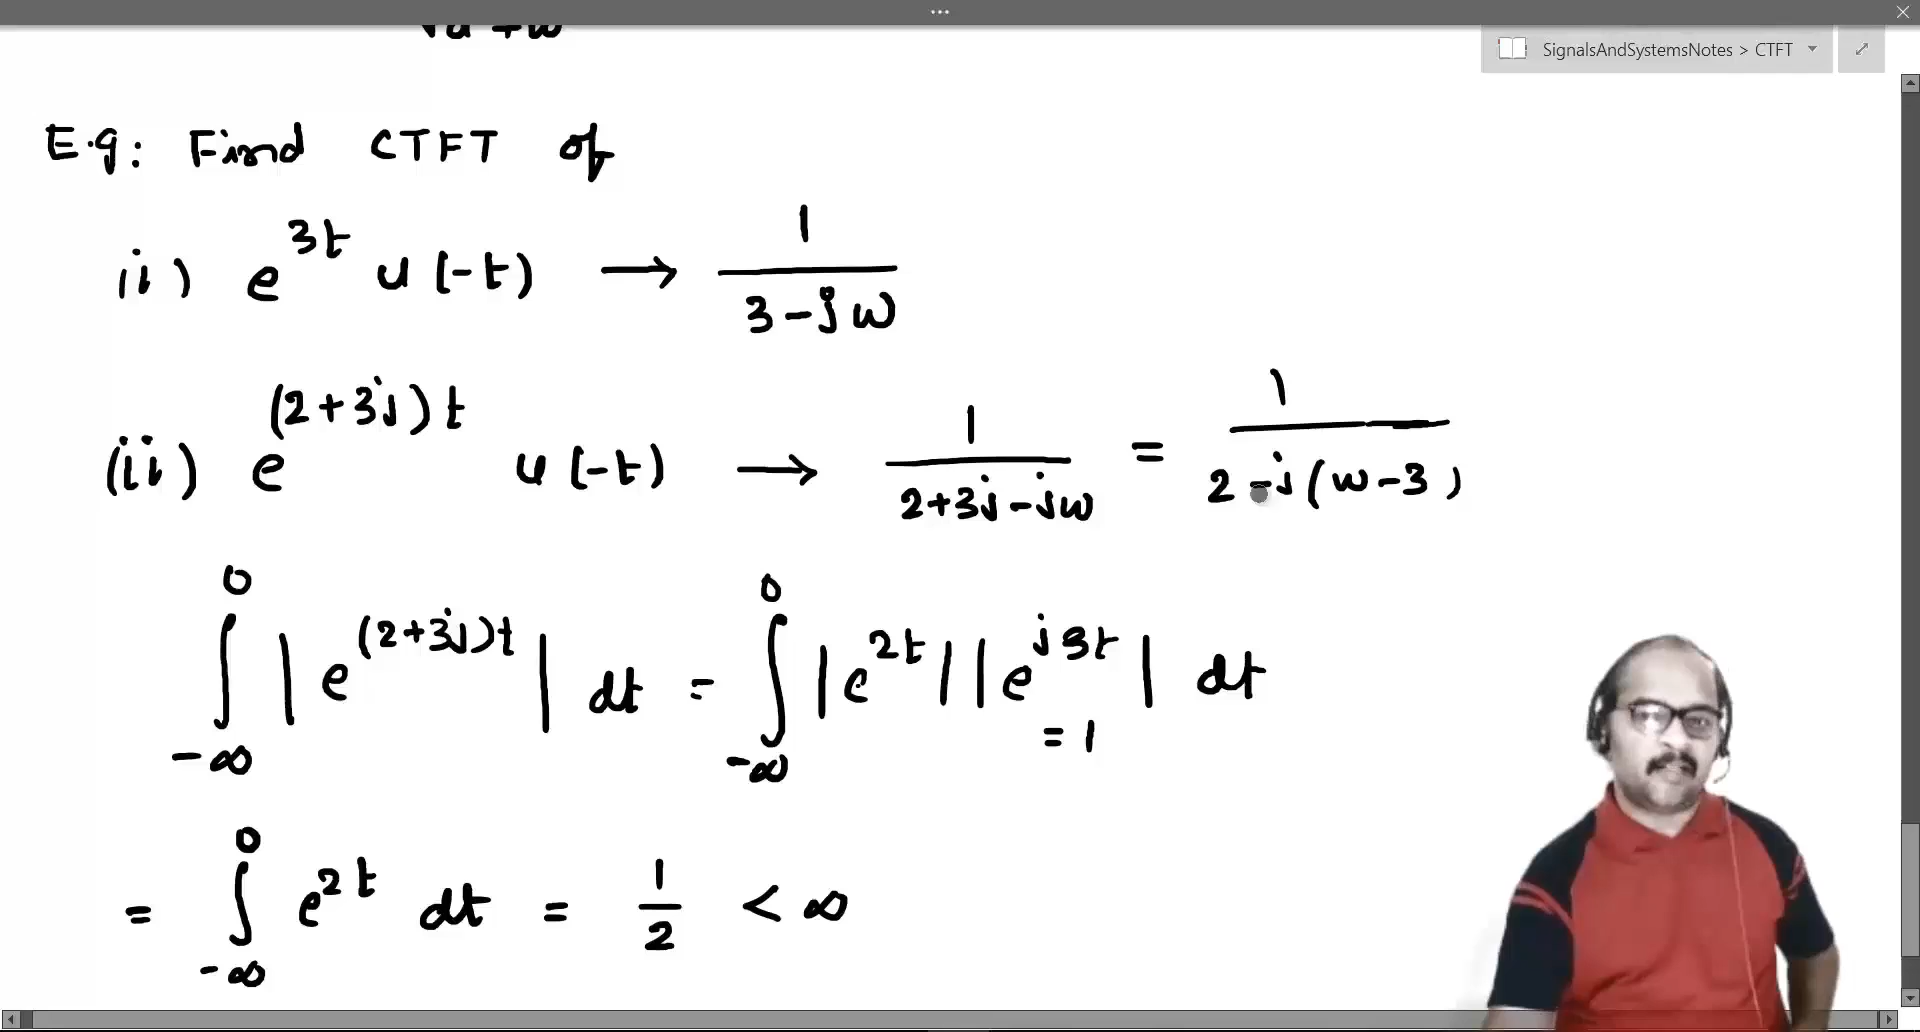 SignalsAndSystemsNotes > CTFT
E.g: Find CTFT of
ii) e^{3t} u(-t) → 1/(3-jω)
(ii) e^{(2+3j)t} u(-t) → 1/(2+3j-jω) = 1/(2-j(ω-3))
∫_{-∞}^{0} |e^{(2+3j)t}| dt = ∫_{-∞}^{0} |e^{2t}| |e^{j3t}| dt
= 1
= ∫_{-∞}^{0} e^{2t} dt = 1/2 < ∞